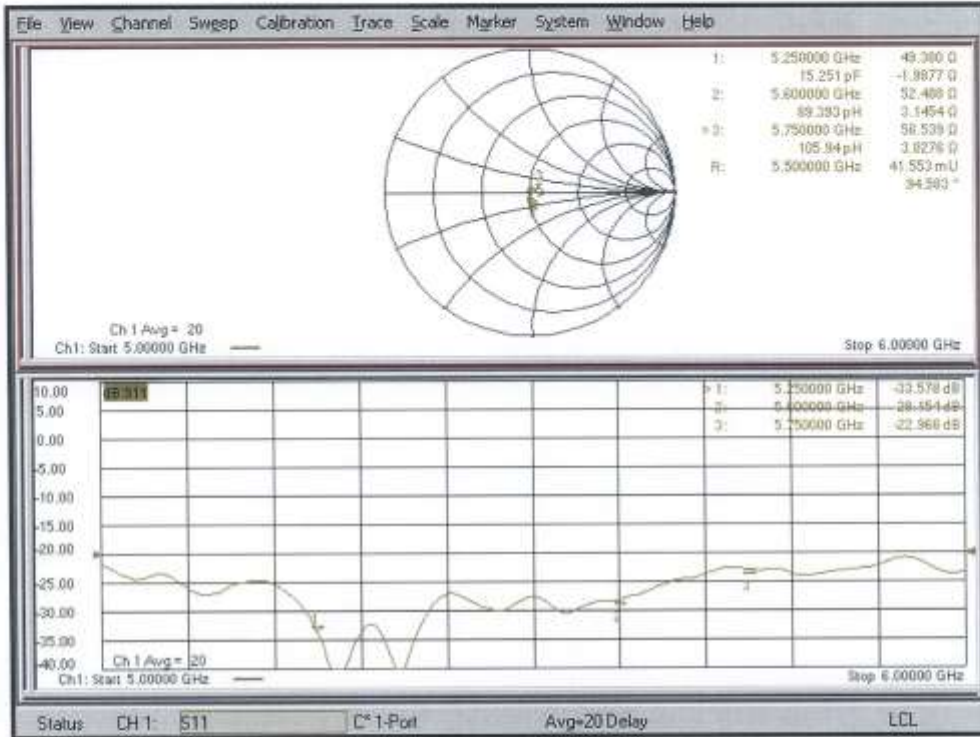 File View Channel Sweep Calibration Trace Scale Marker System Window Help
1: 5.250000 GHz 49.380 Ω
15.251 pF -1.9877 Ω
2: 5.600000 GHz 52.488 Ω
89.393 pH 3.1454 Ω
> 3: 5.750000 GHz 56.539 Ω
105.94 pH 3.8276 Ω
R: 5.500000 GHz 41.553 mU
94.583 °
Ch 1 Avg = 20
Ch1: Start 5.00000 GHz Stop 6.00000 GHz
10.00 dB S11 > 1: 5.250000 GHz -33.578 dB
5.00 2: 5.600000 GHz -28.154 dB
0.00 3: 5.750000 GHz -22.966 dB
-5.00
-10.00
-15.00
-20.00
-25.00
-30.00
-35.00
-40.00
1
2
3
Ch 1 Avg = 20
Ch1: Start 5.00000 GHz Stop 6.00000 GHz
Status CH 1: S11 C* 1-Port Avg=20 Delay LCL